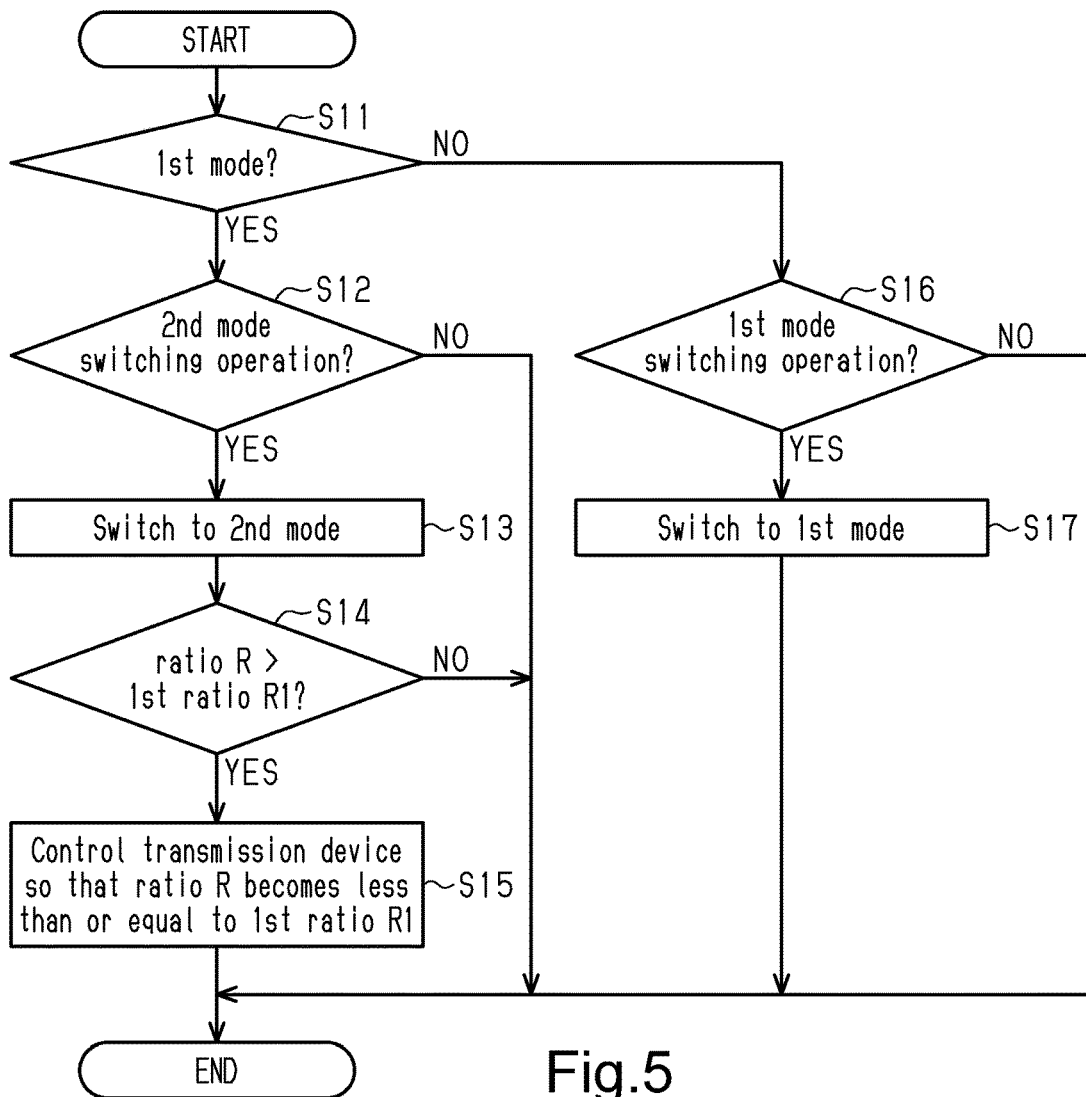 START
S11
1st mode?
NO
YES
S12
2nd mode
switching operation?
NO
YES
S16
1st mode
switching operation?
NO
YES
Switch to 2nd mode
S13
Switch to 1st mode
S17
S14
ratio R >
1st ratio R1?
NO
YES
Control transmission device
so that ratio R becomes less
than or equal to 1st ratio R1
S15
END
Fig.5